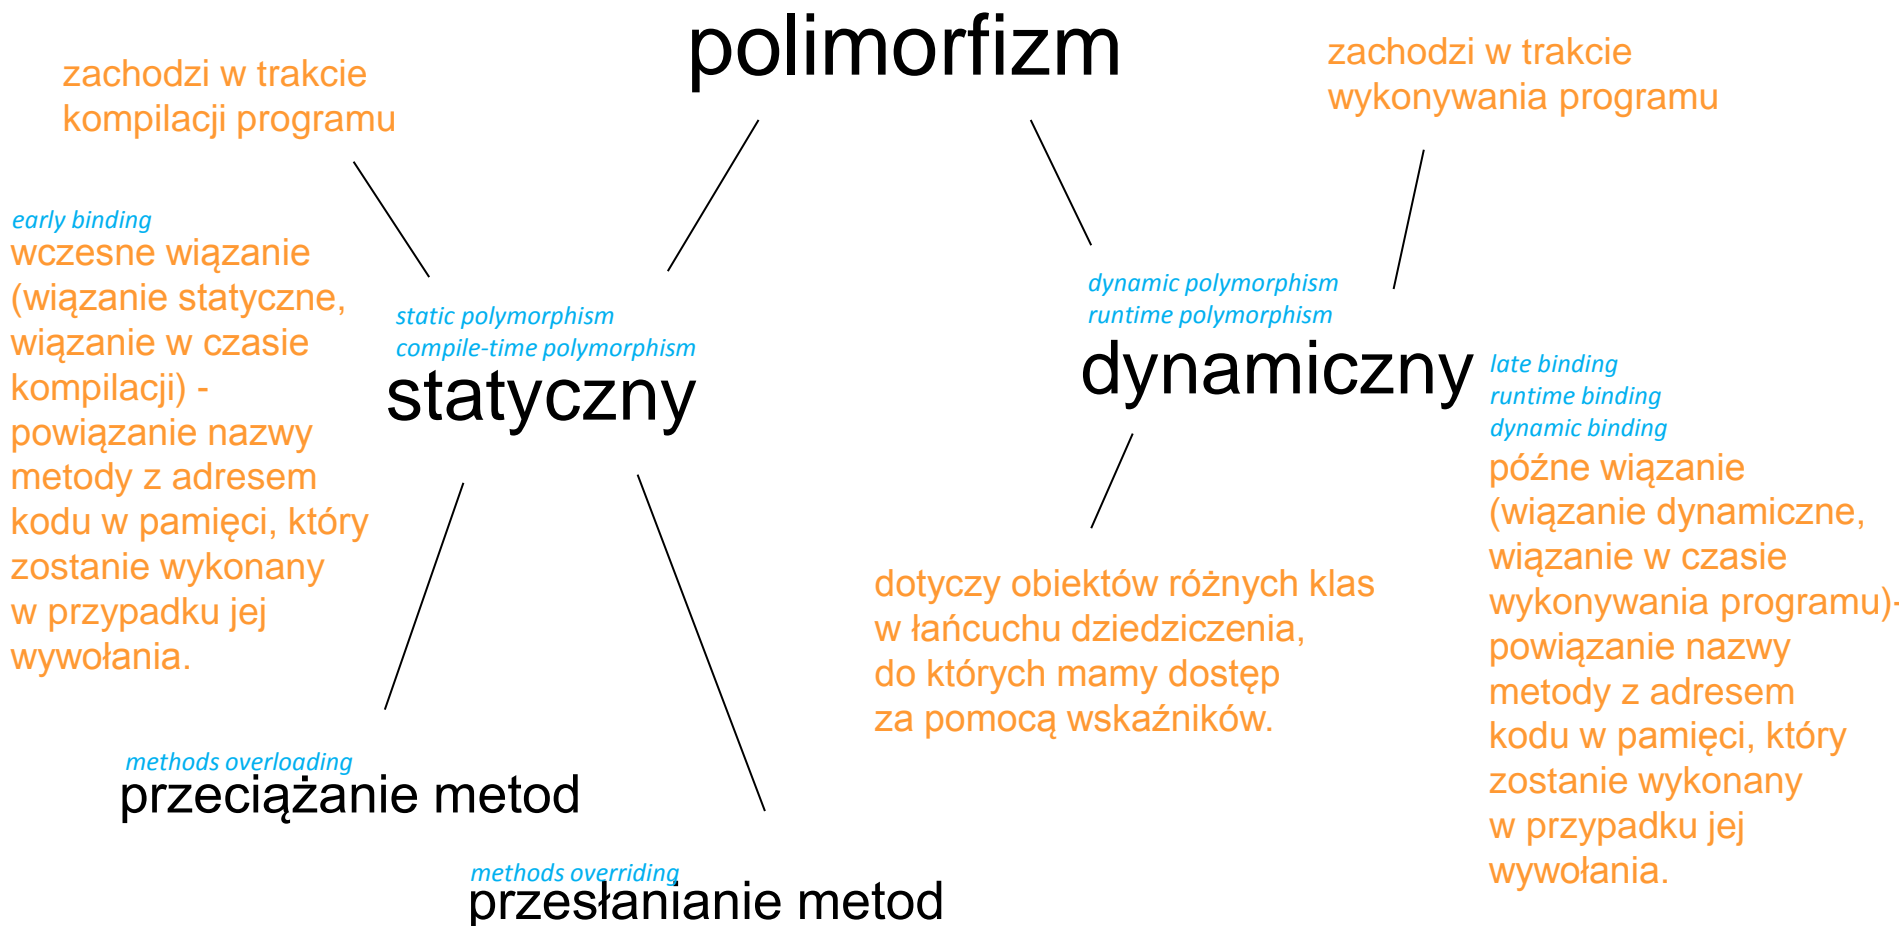 polimorfizm
zachodzi w trakcie
kompilacji programu
zachodzi w trakcie
wykonywania programu
early binding
wczesne wiązanie
(wiązanie statyczne,
wiązanie w czasie
kompilacji) -
powiązanie nazwy
metody z adresem
kodu w pamięci, który
zostanie wykonany
w przypadku jej
wywołania.
static polymorphism
compile-time polymorphism
statyczny
dynamic polymorphism
runtime polymorphism
dynamiczny
late binding
runtime binding
dynamic binding
późne wiązanie
(wiązanie dynamiczne,
wiązanie w czasie
wykonywania programu)-
powiązanie nazwy
metody z adresem
kodu w pamięci, który
zostanie wykonany
w przypadku jej
wywołania.
dotyczy obiektów różnych klas
w łańcuchu dziedziczenia,
do których mamy dostęp
za pomocą wskaźników.
methods overloading
przeciążanie metod
methods overriding
przesłanianie metod